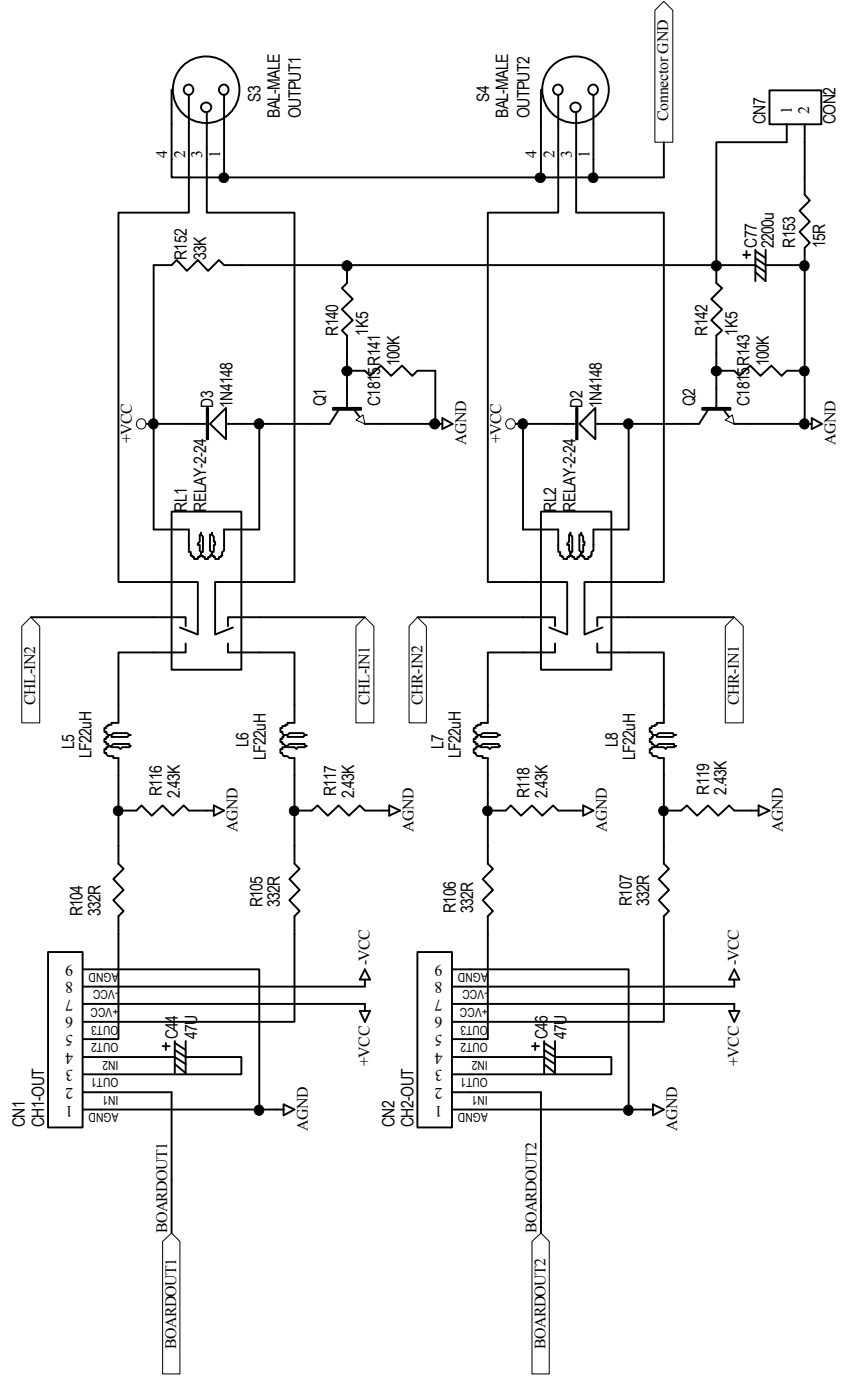 S3
BAL-MALE
OUTPUT1
4
2
3
1
R152
33K
+VCC
D3
1N4148
RL1
RELAY-2-24
R140
1K5
R141
100K
Q1
C1815
AGND
CHL-IN2
CHL-IN1
L5
LF22uH
L6
LF22uH
R116
2.43K
AGND
R117
2.43K
AGND
R104
332R
R105
332R
CN1
CH1-OUT
1
2
3
4
5
6
7
8
9
AGND
IN1
OUT1
IN2
OUT2
OUT3
+VCC
-VCC
AGND
+
C44
47U
+VCC
-VCC
AGND
BOARDOUT1
BOARDOUT1
S4
BAL-MALE
OUTPUT2
4
2
3
1
Connector GND
CN7
1
2
CON2
+
C77
2200u
R153
15R
+VCC
D2
1N4148
RL2
RELAY-2-24
R142
1K5
R143
100K
Q2
C1815
AGND
CHR-IN2
CHR-IN1
L7
LF22uH
L8
LF22uH
R118
2.43K
AGND
R119
2.43K
AGND
R106
332R
R107
332R
CN2
CH2-OUT
1
2
3
4
5
6
7
8
9
AGND
IN1
OUT1
IN2
OUT2
OUT3
+VCC
-VCC
AGND
+
C46
47U
+VCC
-VCC
AGND
BOARDOUT2
BOARDOUT2